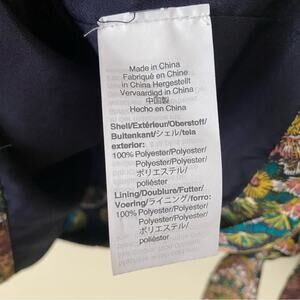 Made in China
Fabriqué en Chine
in China Hergestellt
Vervaardigd in China
中国製
Hecho en China
Shell/Extérieur/Oberstoff/
Buitenkant/シェル/tela
exterior:
100% Polyester/Polyester/
Polyester/Polyester/
ポリエステル/
poliéster
Lining/Doublure/Futter/
Voering/ライニング/forro:
100% Polyester/Polyester/
Polyester/Polyester/
ポリエステル/
poliéster